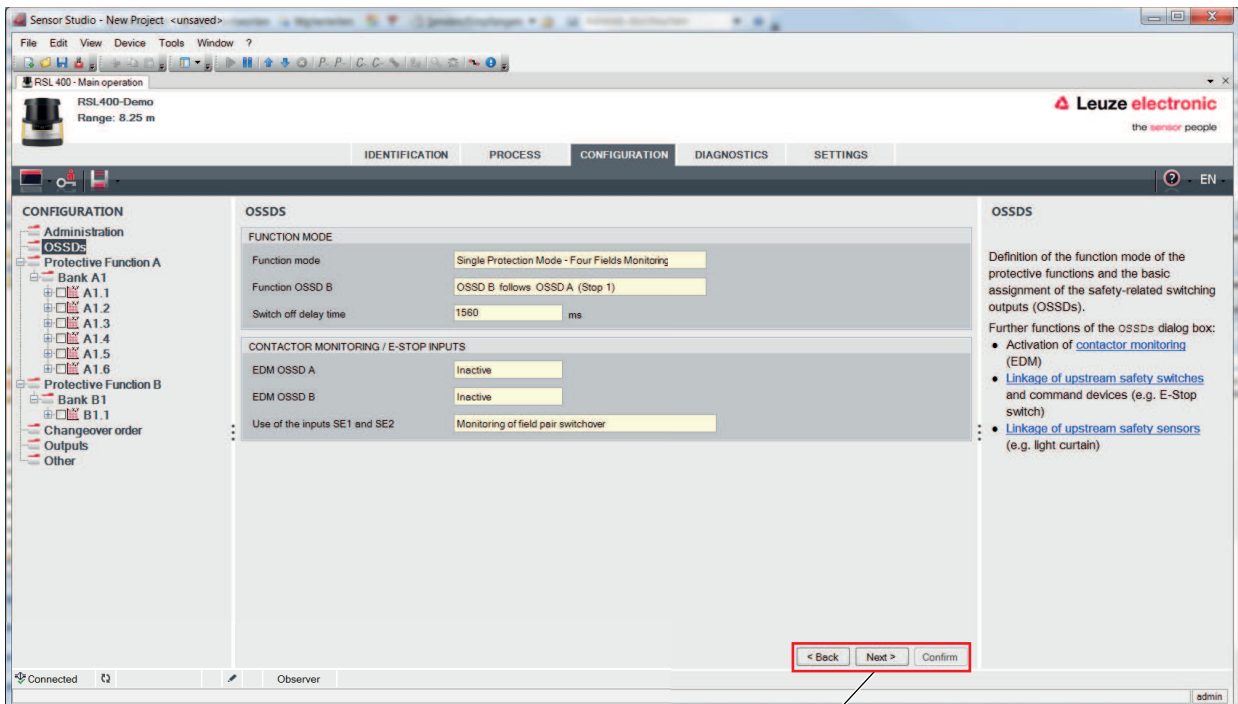 Sensor Studio - New Project <unsaved>
File Edit View Device Tools Window ?
P- P- C- C-
RSL 400 - Main operation
RSL400-Demo
Range: 8.25 m
Leuze electronic
the sensor people
IDENTIFICATION PROCESS CONFIGURATION DIAGNOSTICS SETTINGS
EN
CONFIGURATION
Administration
OSSDs
Protective Function A
Bank A1
A1.1
A1.2
A1.3
A1.4
A1.5
A1.6
Protective Function B
Bank B1
B1.1
Changeover order
Outputs
Other
OSSDS
FUNCTION MODE
Function mode Single Protection Mode - Four Fields Monitoring
Function OSSD B OSSD B follows OSSD A (Stop 1)
Switch off delay time 1560 ms
CONTACTOR MONITORING / E-STOP INPUTS
EDM OSSD A Inactive
EDM OSSD B Inactive
Use of the inputs SE1 and SE2 Monitoring of field pair switchover
< Back Next > Confirm
OSSDS
Definition of the function mode of the
protective functions and the basic
assignment of the safety-related switching
outputs (OSSDs).
Further functions of the OSSDs dialog box:
• Activation of contactor monitoring
(EDM)
• Linkage of upstream safety switches
and command devices (e.g. E-Stop
switch)
• Linkage of upstream safety sensors
(e.g. light curtain)
Connected Observer
admin